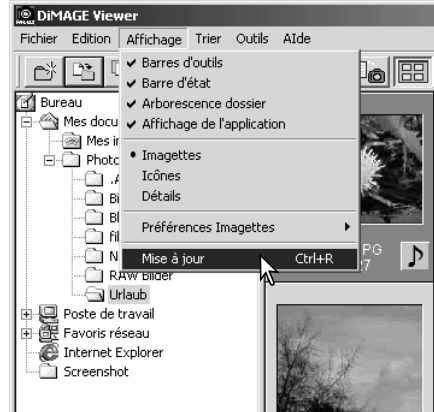 DiMAGE Viewer
Fichier Edition Affichage Trier Outils AIde
Barres d'outils
Barre d'état
Arborescence dossier
Affichage de l'application
Imagettes
Icônes
Détails
Préférences Imagettes
Mise à jour Ctrl+R
Bureau
Mes docu
Mes i
Photo
.A
Bi
Bl
fil
N
RAW Bilder
Urlaub
Poste de travail
Favoris réseau
Internet Explorer
Screenshot
PG
7